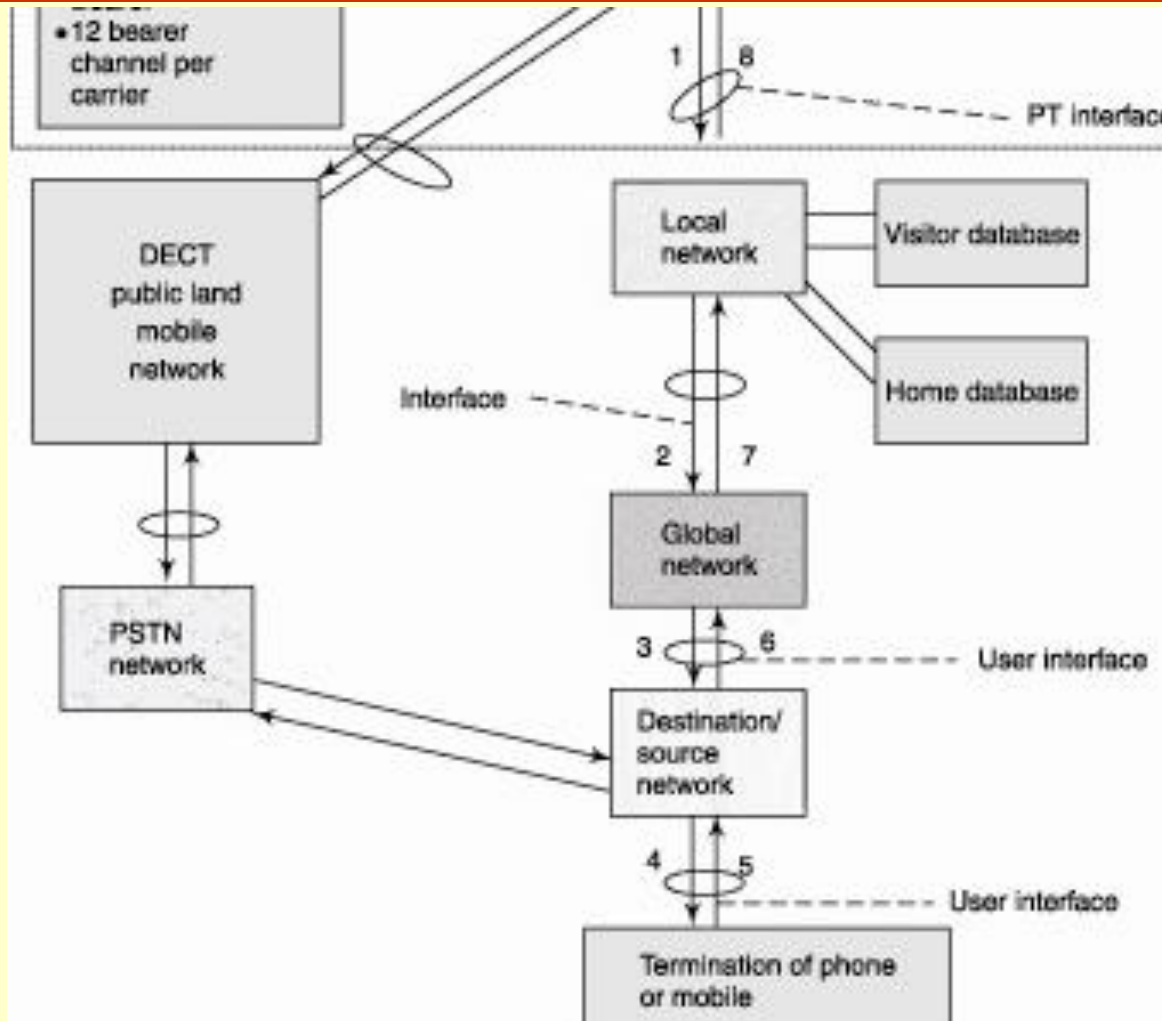 •12 bearer
channel per
carrier
1
8
PT interface
DECT
public land
mobile
network
Local
network
Visitor database
Home database
Interface
2
7
Global
network
PSTN
network
3
6
User interface
Destination/
source
network
4
5
User interface
Termination of phone
or mobile